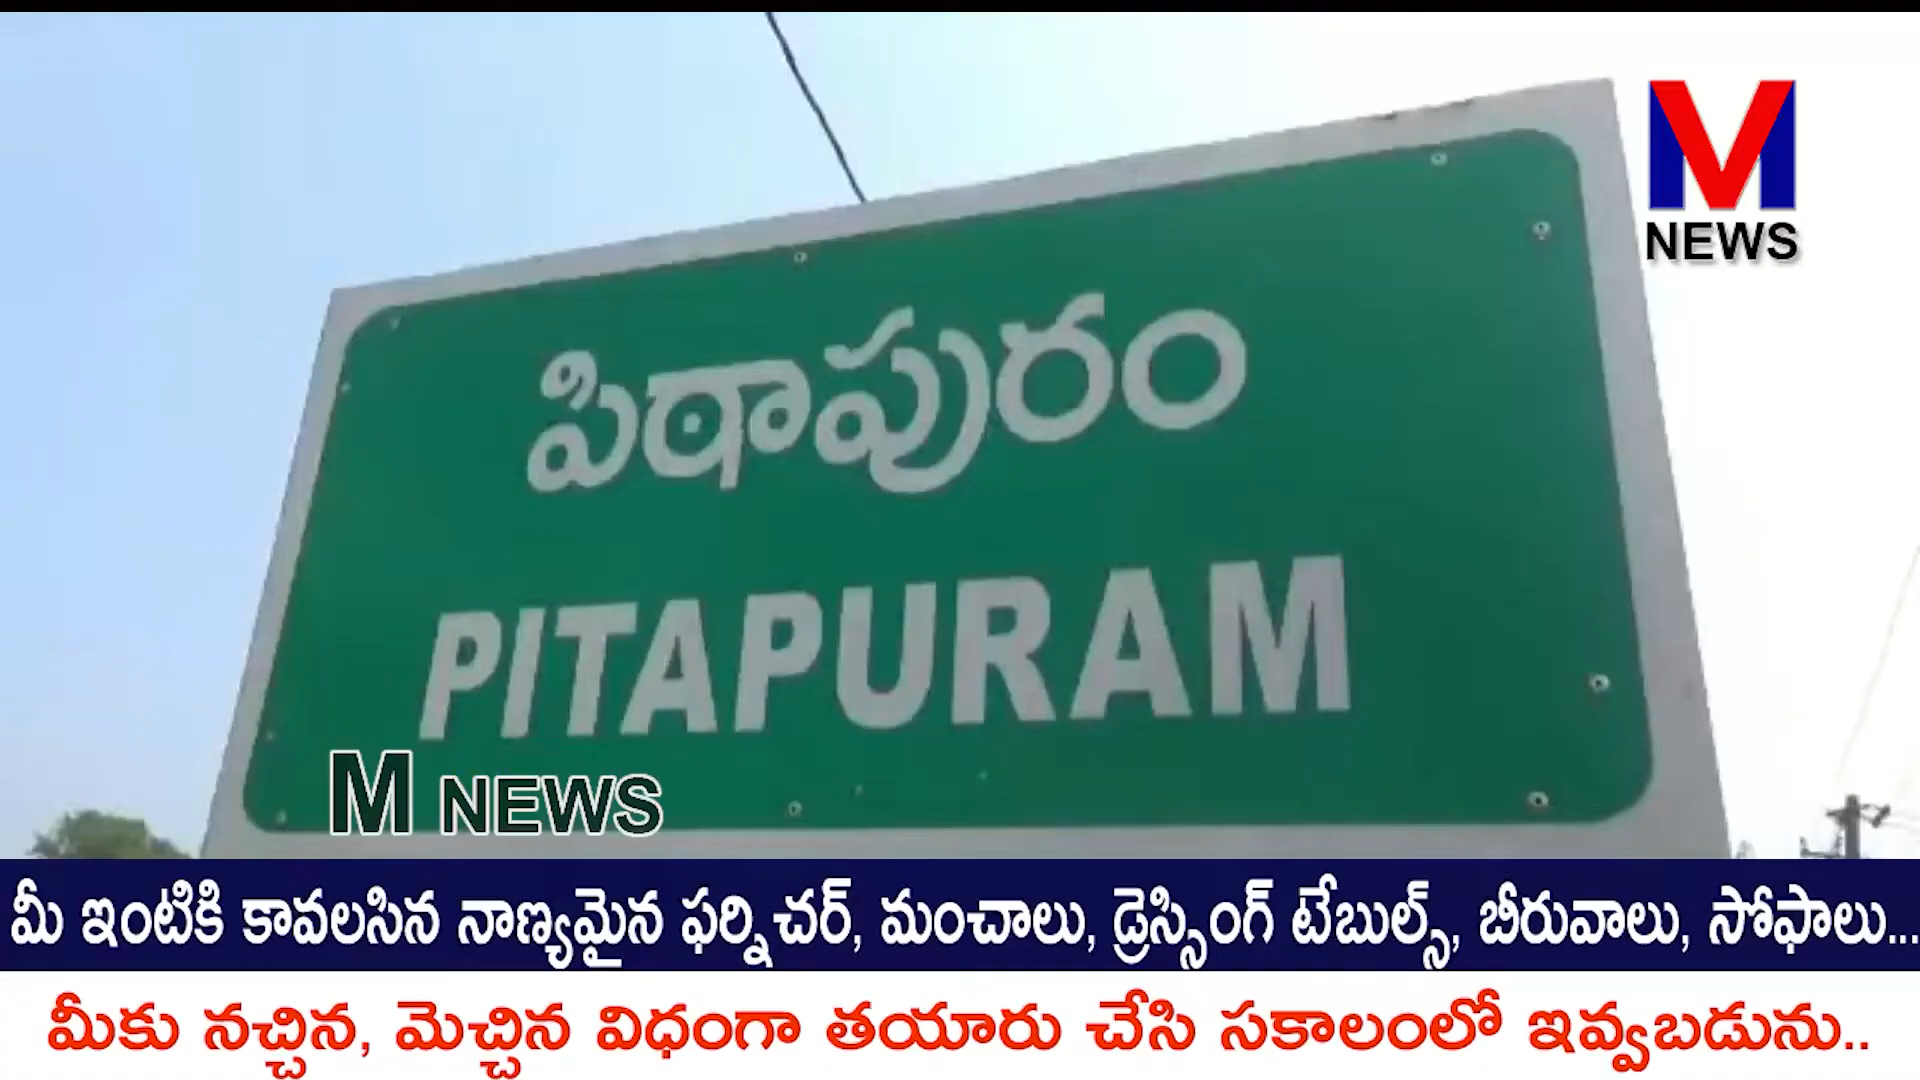 M
NEWS
పిఠాపురం
PITAPURAM
M NEWS
మీ ఇంటికి కావలసిన నాణ్యమైన ఫర్నిచర్, మంచాలు, డ్రెస్సింగ్ టేబుల్స్, బీరువాలు, సోఫాలు...
మీకు నచ్చిన, మెచ్చిన విధంగా తయారు చేసి సకాలంలో ఇవ్వబడును..